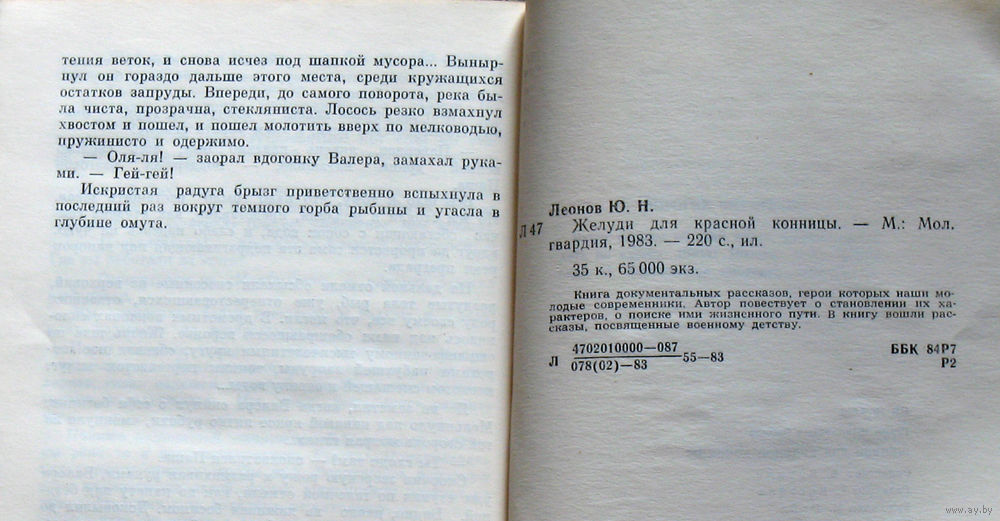 тения веток, и снова исчез под шапкой мусора... Выныр-
нул он гораздо дальше этого места, среди кружащихся
остатков запруды. Впереди, до самого поворота, река бы-
ла чиста, прозрачна, стекляниста. Лосось резко взмахнул
хвостом и пошел, и пошел молотить вверх по мелководью,
пружинисто и одержимо.
— Оля-ля! — заорал вдогонку Валера, замахал рука-
ми. — Гей-гей!
Искристая радуга брызг приветственно вспыхнула в
последний раз вокруг темного горба рыбины и угасла в
глубине омута.
Леонов Ю. Н.
Л47 Желуди для красной конницы. — М.: Мол.
гвардия, 1983. — 220 с., ил.
35 к., 65 000 экз.
Книга документальных рассказов, герои которых наши мо-
лодые современники. Автор повествует о становлении их ха-
рактеров, о поиске ими жизненного пути. В книгу вошли рас-
сказы, посвященные военному детству.
Л 4702010000—087
078(02)—83 55—83
ББК 84Р7
Р2
www.ay.by